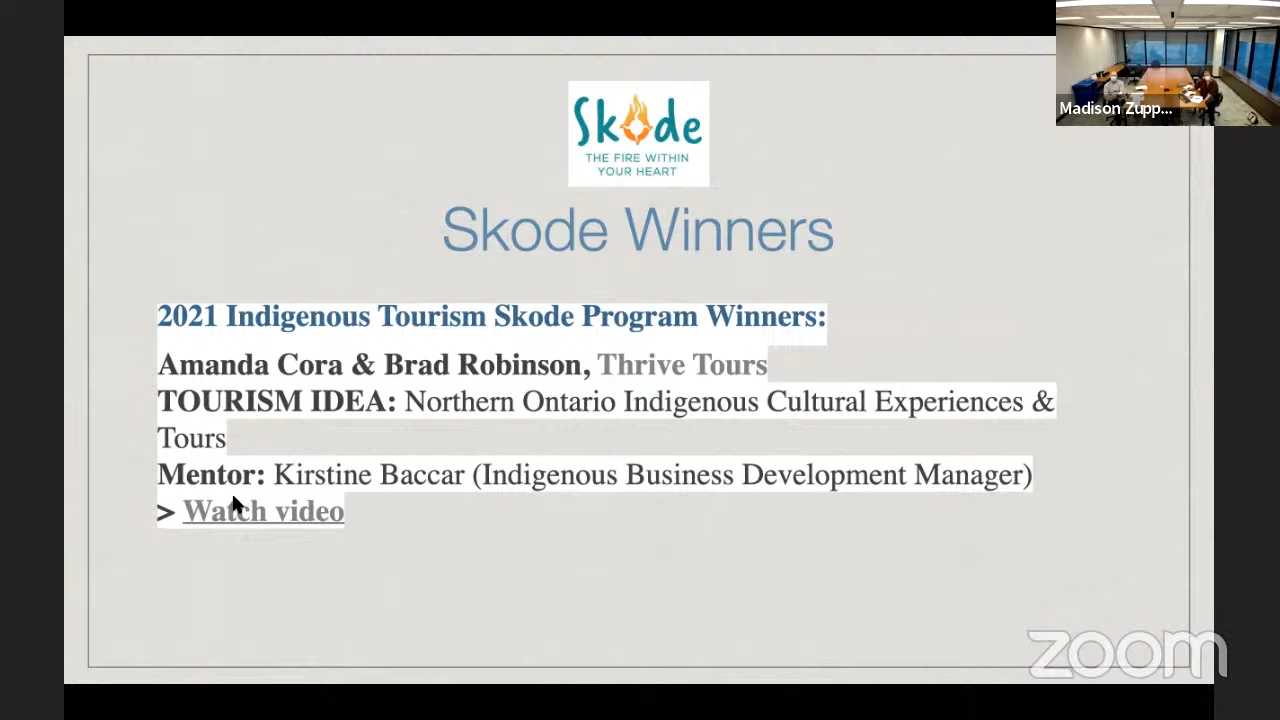 Madison Zupp...
Skode
THE FIRE WITHIN
YOUR HEART
Skode Winners
2021 Indigenous Tourism Skode Program Winners:
Amanda Cora & Brad Robinson, Thrive Tours
TOURISM IDEA: Northern Ontario Indigenous Cultural Experiences &
Tours
Mentor: Kirstine Baccar (Indigenous Business Development Manager)
> Watch video
zoom